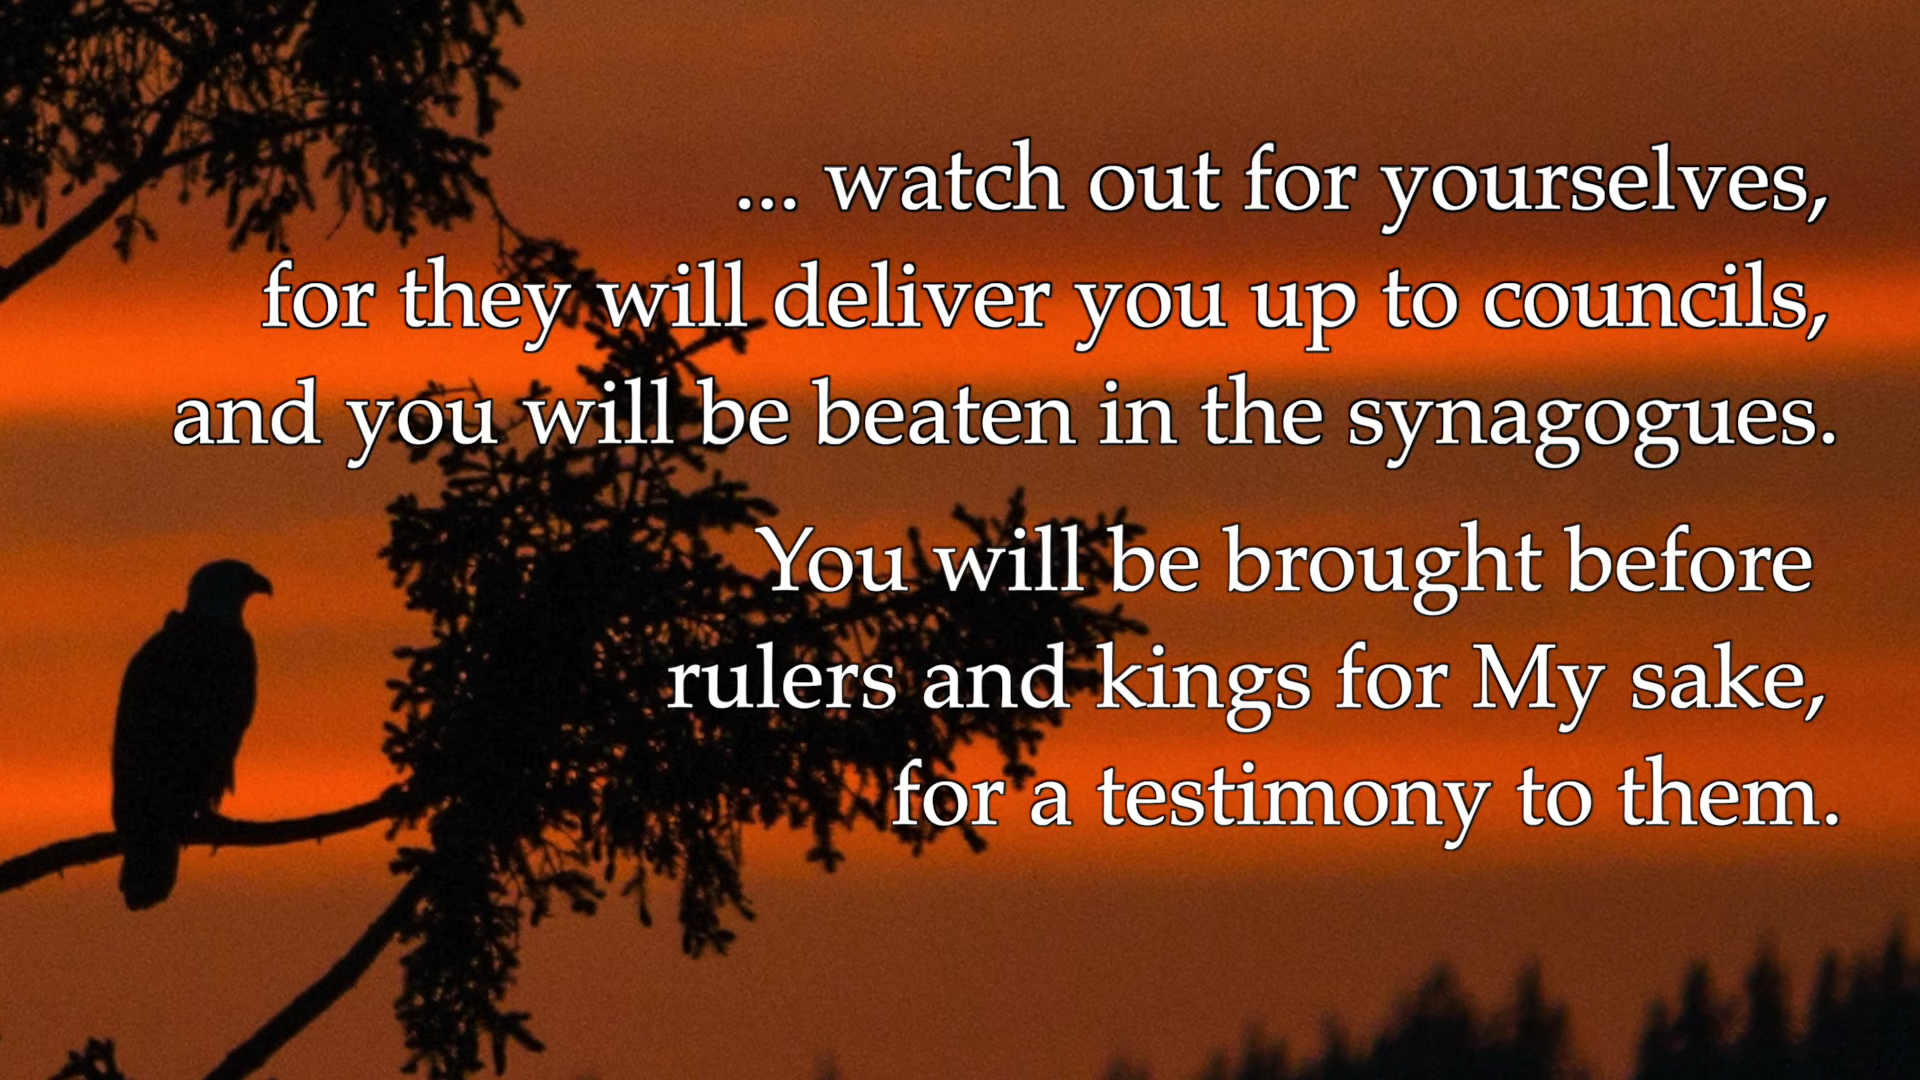 ... watch out for yourselves,
for they will deliver you up to councils,
and you will be beaten in the synagogues.
You will be brought before
rulers and kings for My sake,
for a testimony to them.